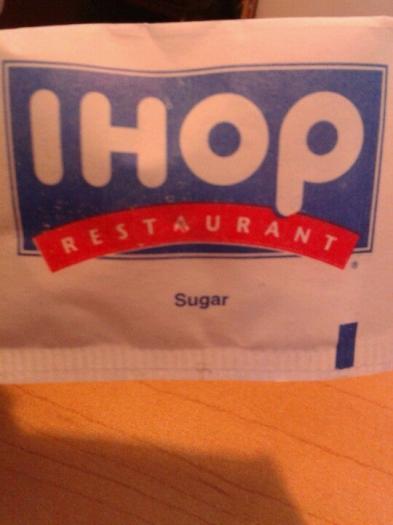 IHOP
RESTAURANT
®
Sugar